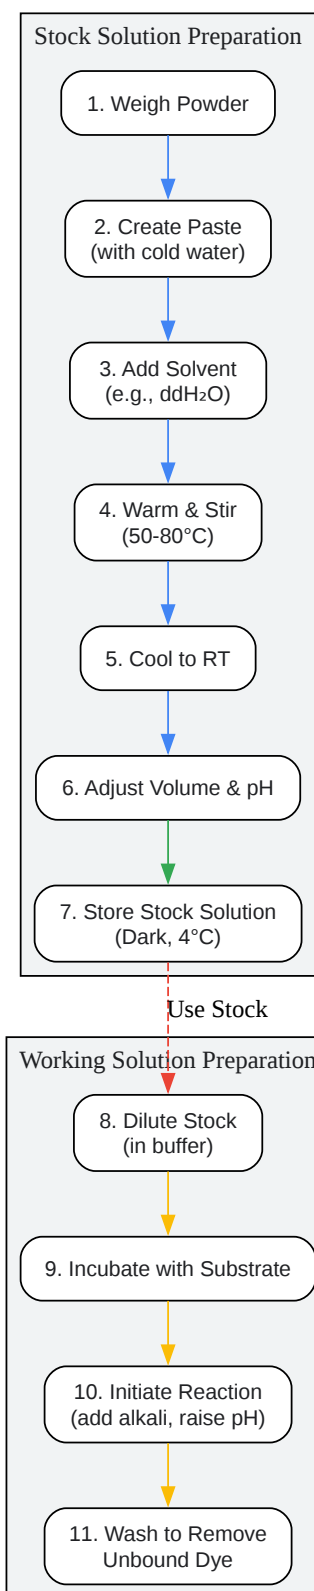 Stock Solution Preparation
1. Weigh Powder
2. Create Paste
(with cold water)
3. Add Solvent
(e.g., ddH₂O)
4. Warm & Stir
(50-80°C)
5. Cool to RT
6. Adjust Volume & pH
7. Store Stock Solution
(Dark, 4°C)
Use Stock
Working Solution Preparation
8. Dilute Stock
(in buffer)
9. Incubate with Substrate
10. Initiate Reaction
(add alkali, raise pH)
11. Wash to Remove
Unbound Dye